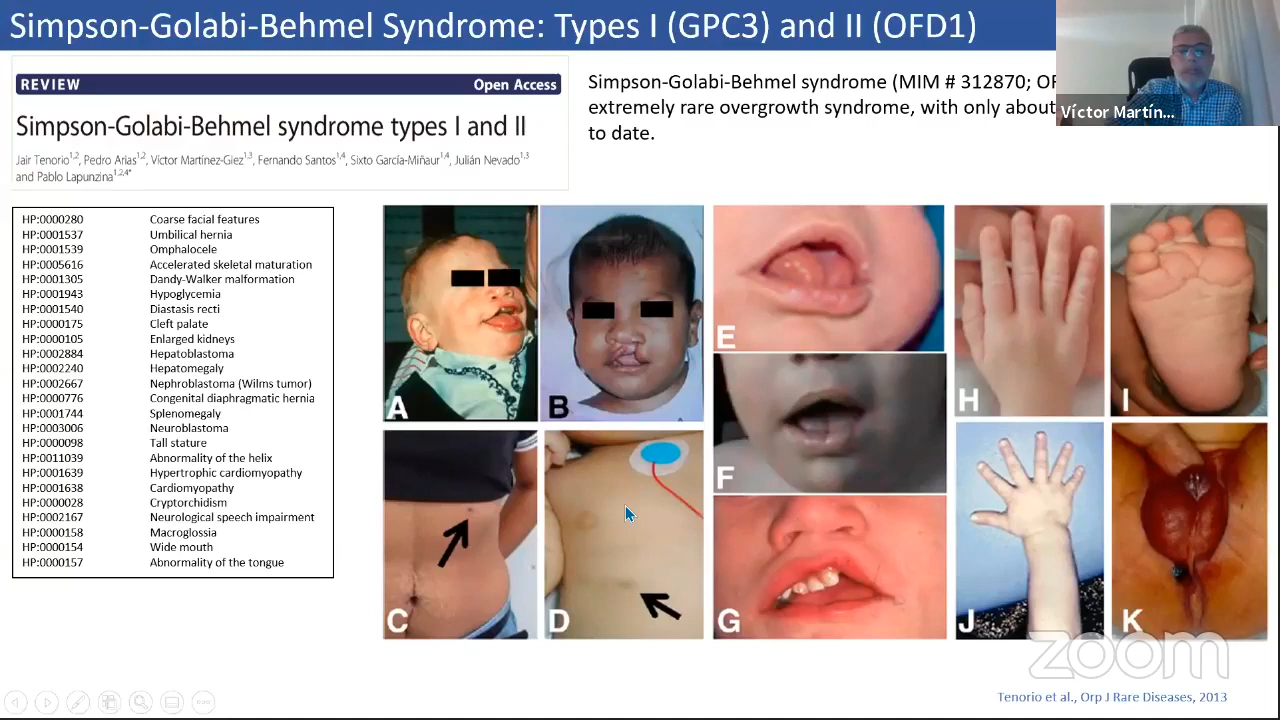 Simpson-Golabi-Behmel Syndrome: Types I (GPC3) and II (OFD1)
REVIEW Open Access
Simpson-Golabi-Behmel syndrome types I and II
Jair Tenorio1,2, Pedro Arias1,2, Víctor Martínez-Glez1,3, Fernando Santos1,4, Sixto García-Miñaur1,4, Julián Nevado1,3
and Pablo Lapunzina1,2,4*
Simpson-Golabi-Behmel syndrome (MIM # 312870;
extremely rare overgrowth syndrome, with only about
to date.
Víctor Martín...
HP:0000280 Coarse facial features
HP:0001537 Umbilical hernia
HP:0001539 Omphalocele
HP:0005616 Accelerated skeletal maturation
HP:0001305 Dandy-Walker malformation
HP:0001943 Hypoglycemia
HP:0001540 Diastasis recti
HP:0000175 Cleft palate
HP:0000105 Enlarged kidneys
HP:0002884 Hepatoblastoma
HP:0002240 Hepatomegaly
HP:0002667 Nephroblastoma (Wilms tumor)
HP:0000776 Congenital diaphragmatic hernia
HP:0001744 Splenomegaly
HP:0003006 Neuroblastoma
HP:0000098 Tall stature
HP:0011039 Abnormality of the helix
HP:0001639 Hypertrophic cardiomyopathy
HP:0001638 Cardiomyopathy
HP:0000028 Cryptorchidism
HP:0002167 Neurological speech impairment
HP:0000158 Macroglossia
HP:0000154 Wide mouth
HP:0000157 Abnormality of the tongue
A
B
C
D
E
F
G
H
I
J
K
zoom
Tenorio et al., Orp J Rare Diseases, 2013